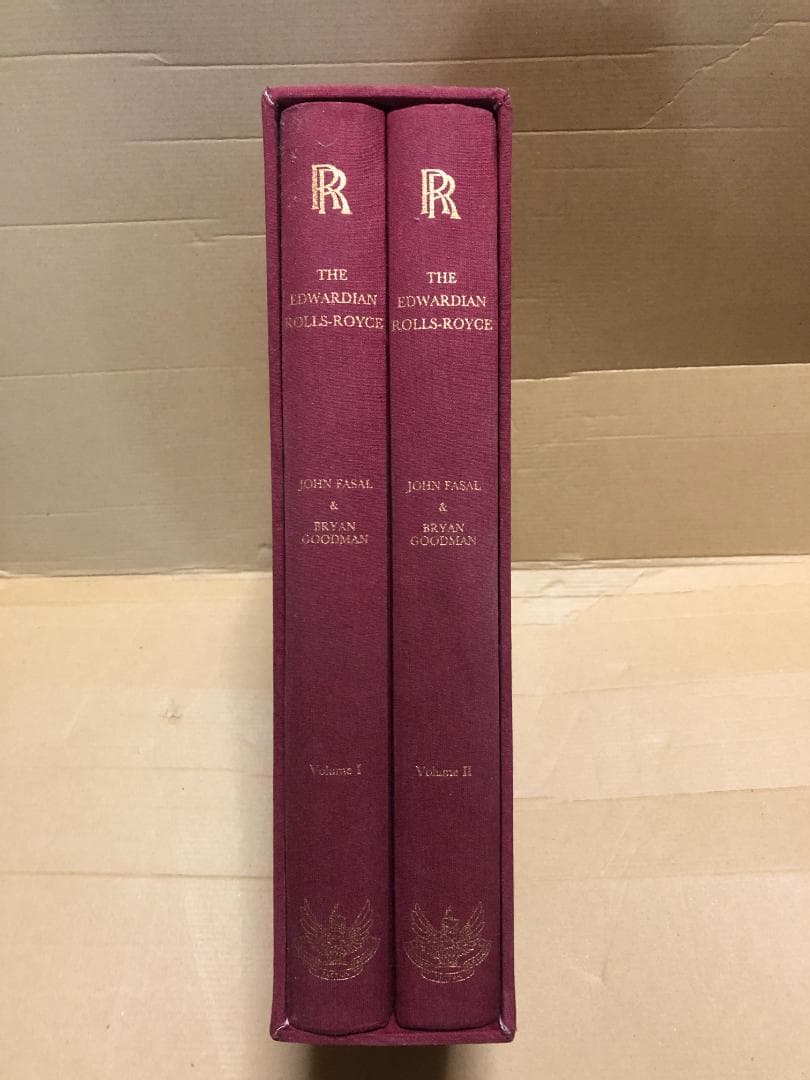 RR
THE
EDWARDIAN
ROLLS-ROYCE
JOHN FASAL
&
BRYAN
GOODMAN
Volume I
RR
THE
EDWARDIAN
ROLLS-ROYCE
JOHN FASAL
&
BRYAN
GOODMAN
Volume II